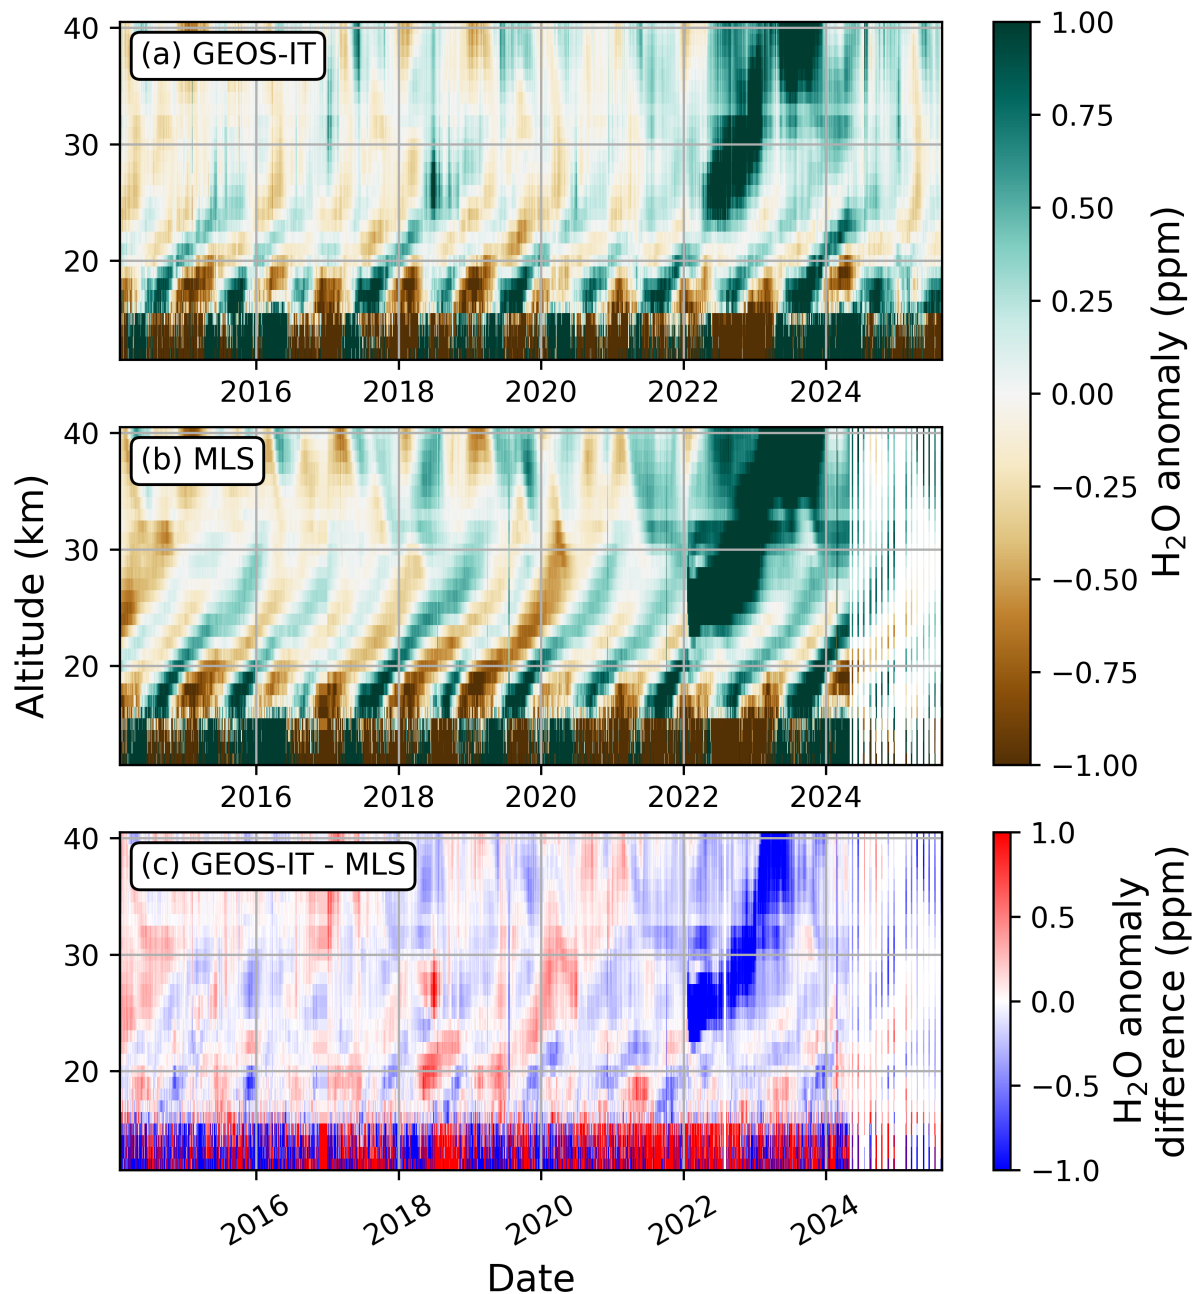 (a) GEOS-IT
40
30
20
2016 2018 2020 2022 2024
(b) MLS
40
30
20
2016 2018 2020 2022 2024
(c) GEOS-IT - MLS
40
30
20
2016 2018 2020 2022 2024
Altitude (km)
Date
1.00
0.75
0.50
0.25
0.00
−0.25
−0.50
−0.75
−1.00
H₂O anomaly (ppm)
1.0
0.5
0.0
−0.5
−1.0
H₂O anomaly
difference (ppm)